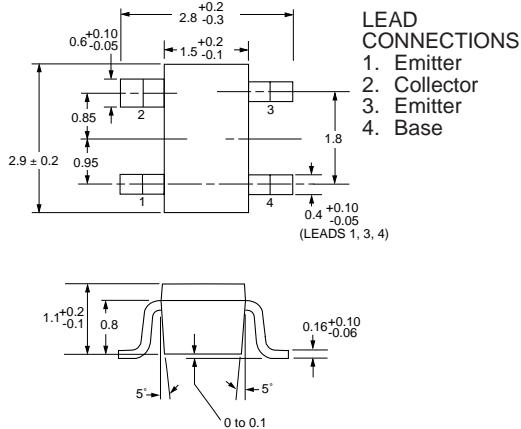 2.8 +0.2 -0.3
0.6 +0.10 -0.05
1.5 +0.2 -0.1
LEAD
CONNECTIONS
1. Emitter
2. Collector
3. Emitter
4. Base
2
3
0.85
1.8
2.9 ± 0.2
0.95
1
4
0.4 +0.10 -0.05
(LEADS 1, 3, 4)
1.1 +0.2 -0.1
0.8
0.16 +0.10 -0.06
5°
5°
0 to 0.1